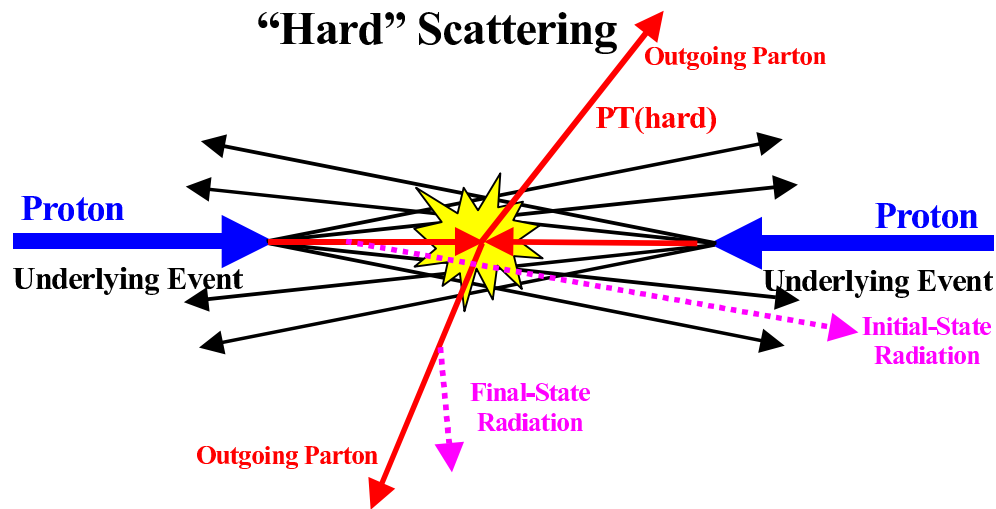 “Hard” Scattering
Outgoing Parton
PT(hard)
Proton
Proton
Underlying Event
Underlying Event
Initial-State
Radiation
Final-State
Radiation
Outgoing Parton